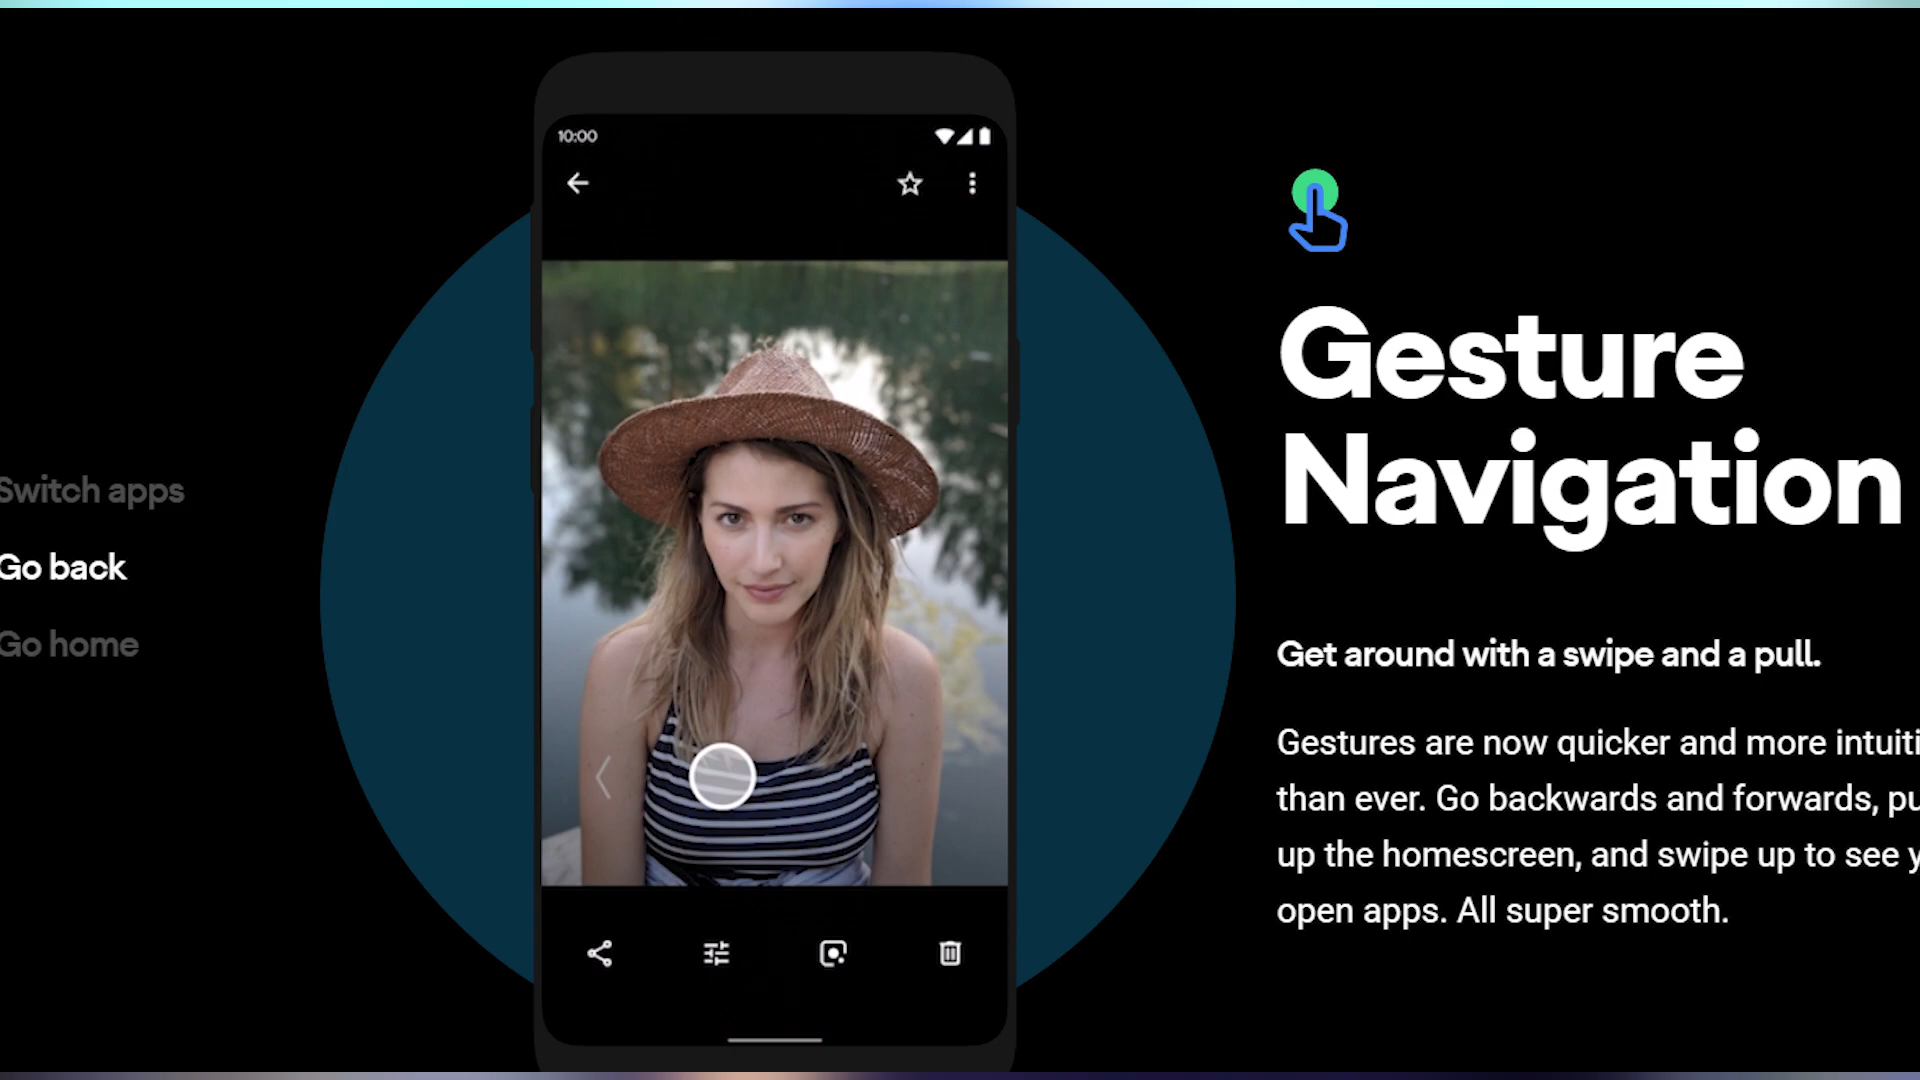 10:00
Switch apps
Go back
Go home
Gesture
Navigation
Get around with a swipe and a pull.
Gestures are now quicker and more intuiti
than ever. Go backwards and forwards, pu
up the homescreen, and swipe up to see y
open apps. All super smooth.